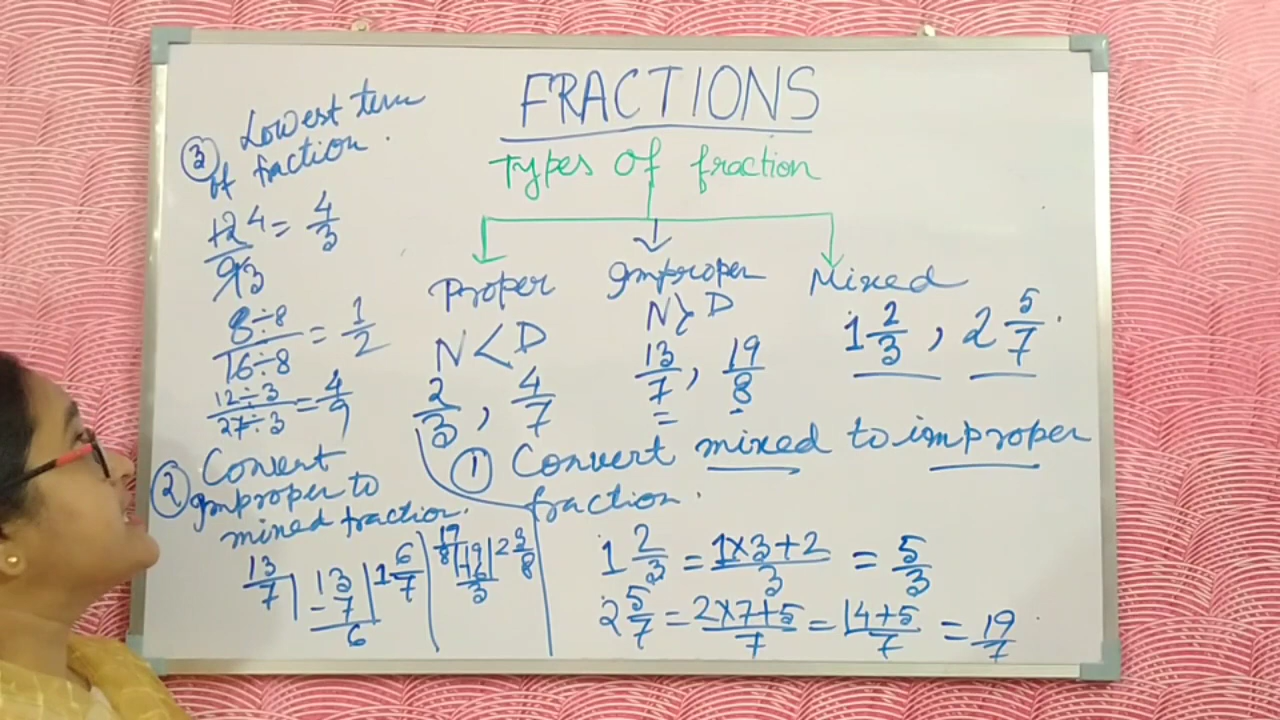 FRACTIONS
Types of fraction
Proper Improper Mixed
N<D N>D
2/3, 4/7 13/7, 19/8 1 2/3, 2 5/7
① Convert mixed to improper
fraction.
1 2/3 = 1×3+2/3 = 5/3
2 5/7 = 2×7+5/7 = 14+5/7 = 19/7
② Convert
improper to
mixed fraction.
13/7 | 13 -7 6 | 1 6/7 | 19/8 2 3/8
③ Lowest term
of fraction.
12/9 4 3 = 4/3
8÷8/16÷8 = 1/2
12÷3/27÷3 = 4/9